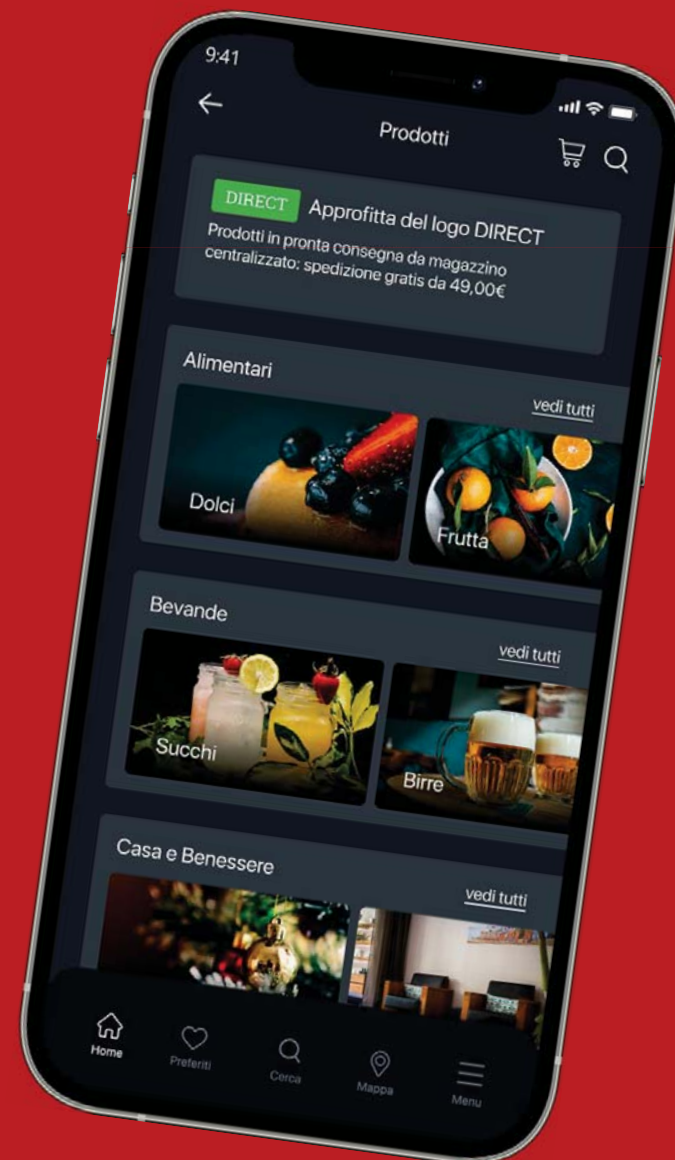 9:41
Prodotti
DIRECT Approfitta del logo DIRECT
Prodotti in pronta consegna da magazzino
centralizzato: spedizione gratis da 49,00€
Alimentari
vedi tutti
Dolci
Frutta
Bevande
vedi tutti
Succhi
Birre
Casa e Benessere
vedi tutti
Home
Preferiti
Cerca
Mappa
Menu